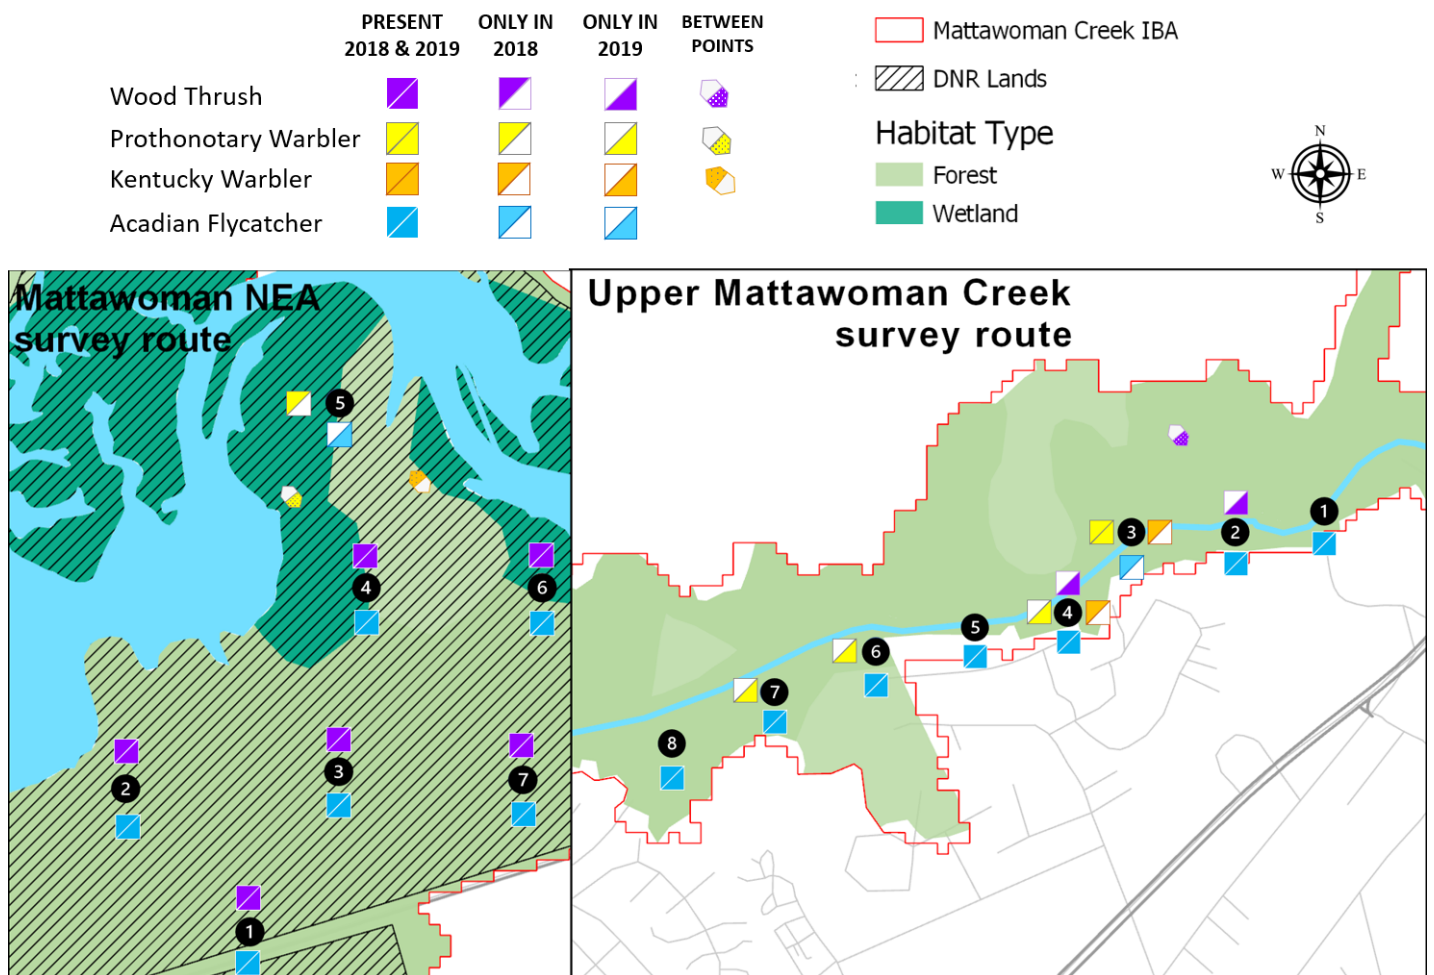 PRESENT
2018 & 2019
ONLY IN
2018
ONLY IN
2019
BETWEEN
POINTS
Wood Thrush
Prothonotary Warbler
Kentucky Warbler
Acadian Flycatcher
Mattawoman Creek IBA
DNR Lands
Habitat Type
Forest
Wetland
N
W
E
S
Mattawoman NEA
survey route
5
4
6
2
3
7
1
Upper Mattawoman Creek
survey route
1
2
3
4
5
6
7
8